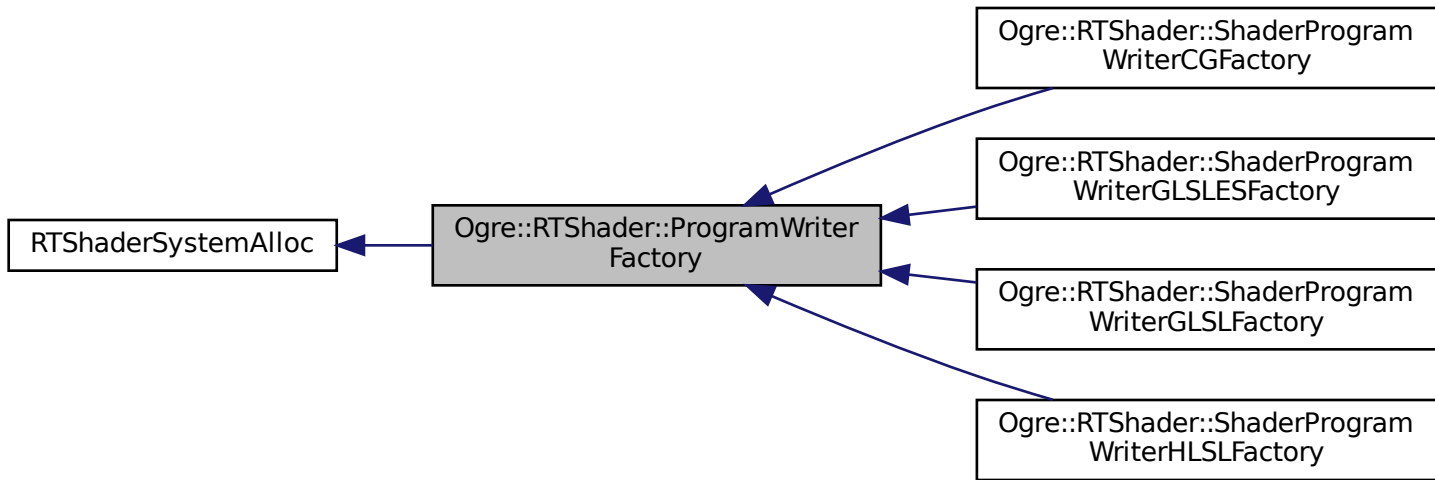 RTShaderSystemAlloc
Ogre::RTShader::ProgramWriter
Factory
Ogre::RTShader::ShaderProgram
WriterCGFactory
Ogre::RTShader::ShaderProgram
WriterGLSLESFactory
Ogre::RTShader::ShaderProgram
WriterGLSLFactory
Ogre::RTShader::ShaderProgram
WriterHLSLFactory